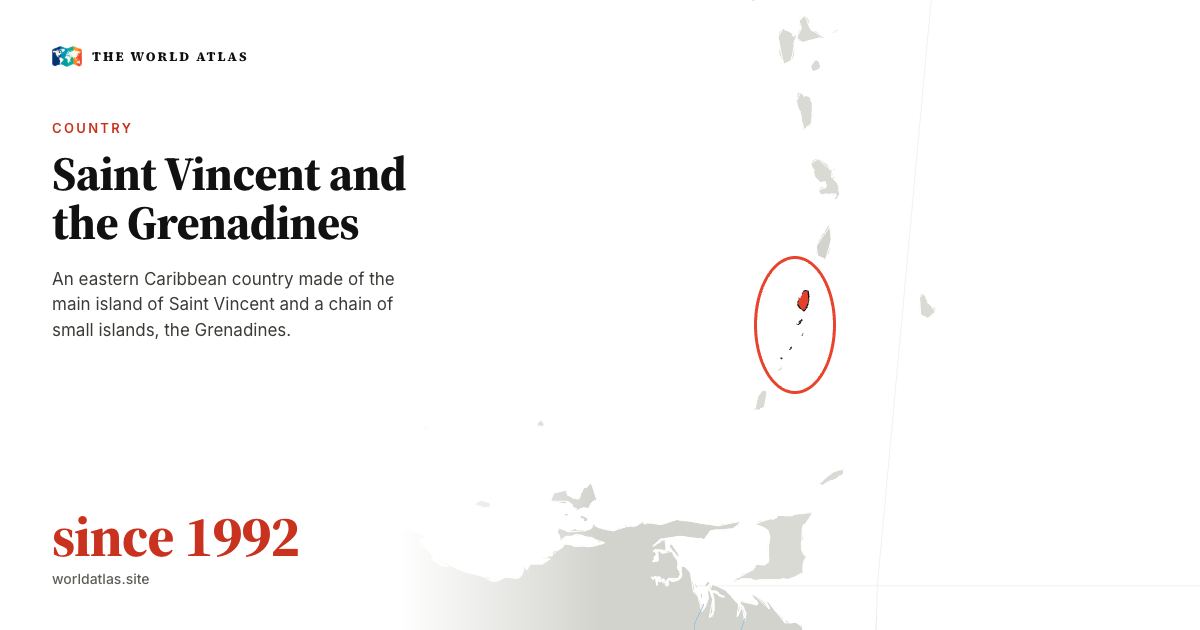 THE WORLD ATLAS
COUNTRY
Saint Vincent and
the Grenadines
An eastern Caribbean country made of the
main island of Saint Vincent and a chain of
small islands, the Grenadines.
since 1992
worldatlas.site